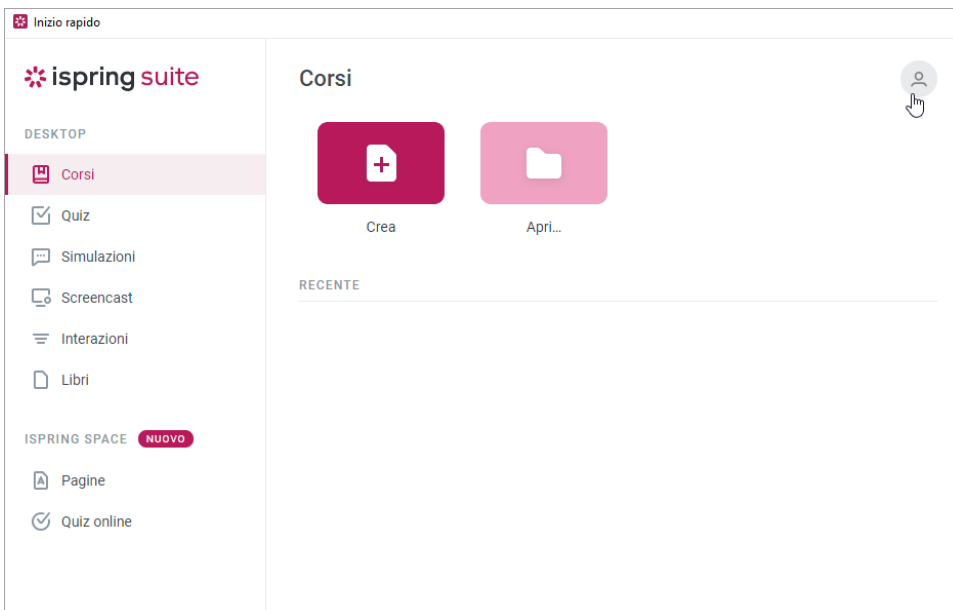 Inizio rapido
ispring suite
DESKTOP
Corsi
Quiz
Simulazioni
Screencast
Interazioni
Libri
ISPRING SPACE NUOVO
Pagine
Quiz online
Corsi
Crea
Apri...
RECENTE